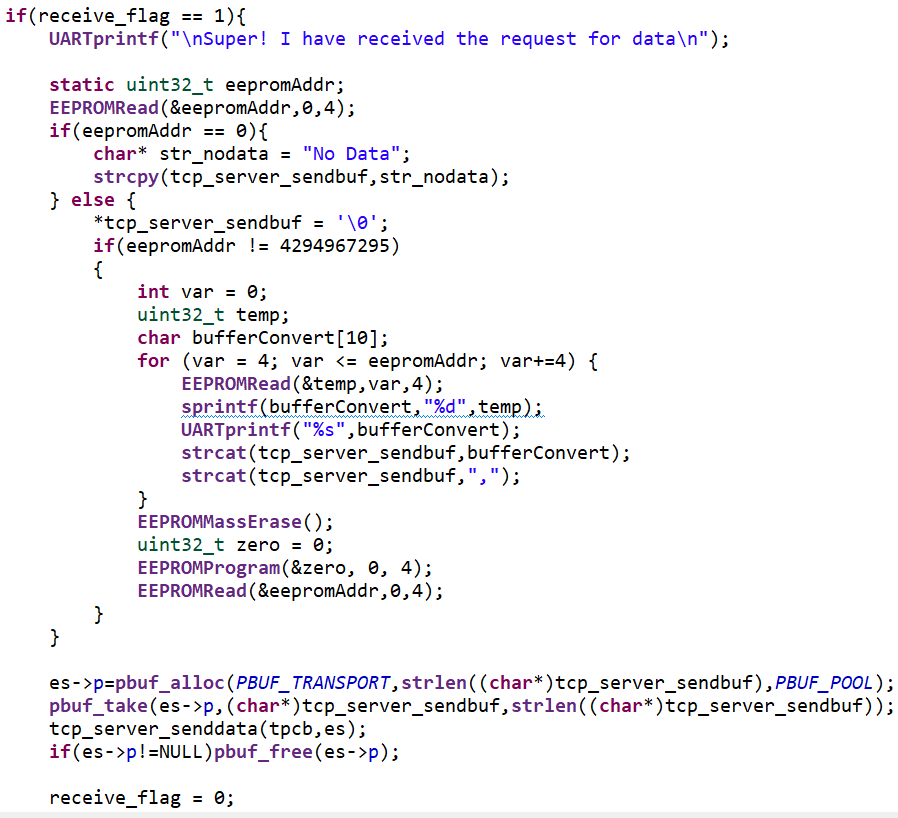 if(receive_flag == 1){
    UARTprintf("\nSuper! I have received the request for data\n");

    static uint32_t eepromAddr;
    EEPROMRead(&eepromAddr,0,4);
    if(eepromAddr == 0){
        char* str_nodata = "No Data";
        strcpy(tcp_server_sendbuf,str_nodata);
    } else {
        *tcp_server_sendbuf = '\0';
        if(eepromAddr != 4294967295)
        {
            int var = 0;
            uint32_t temp;
            char bufferConvert[10];
            for (var = 4; var <= eepromAddr; var+=4) {
                EEPROMRead(&temp,var,4);
                sprintf(bufferConvert,"%d",temp);
                UARTprintf("%s",bufferConvert);
                strcat(tcp_server_sendbuf,bufferConvert);
                strcat(tcp_server_sendbuf,",");
            }
            EEPROMMassErase();
            uint32_t zero = 0;
            EEPROMProgram(&zero, 0, 4);
            EEPROMRead(&eepromAddr,0,4);
        }
    }

    es->p=pbuf_alloc(PBUF_TRANSPORT,strlen((char*)tcp_server_sendbuf),PBUF_POOL);
    pbuf_take(es->p,(char*)tcp_server_sendbuf,strlen((char*)tcp_server_sendbuf));
    tcp_server_senddata(tpcb,es);
    if(es->p!=NULL)pbuf_free(es->p);

    receive_flag = 0;